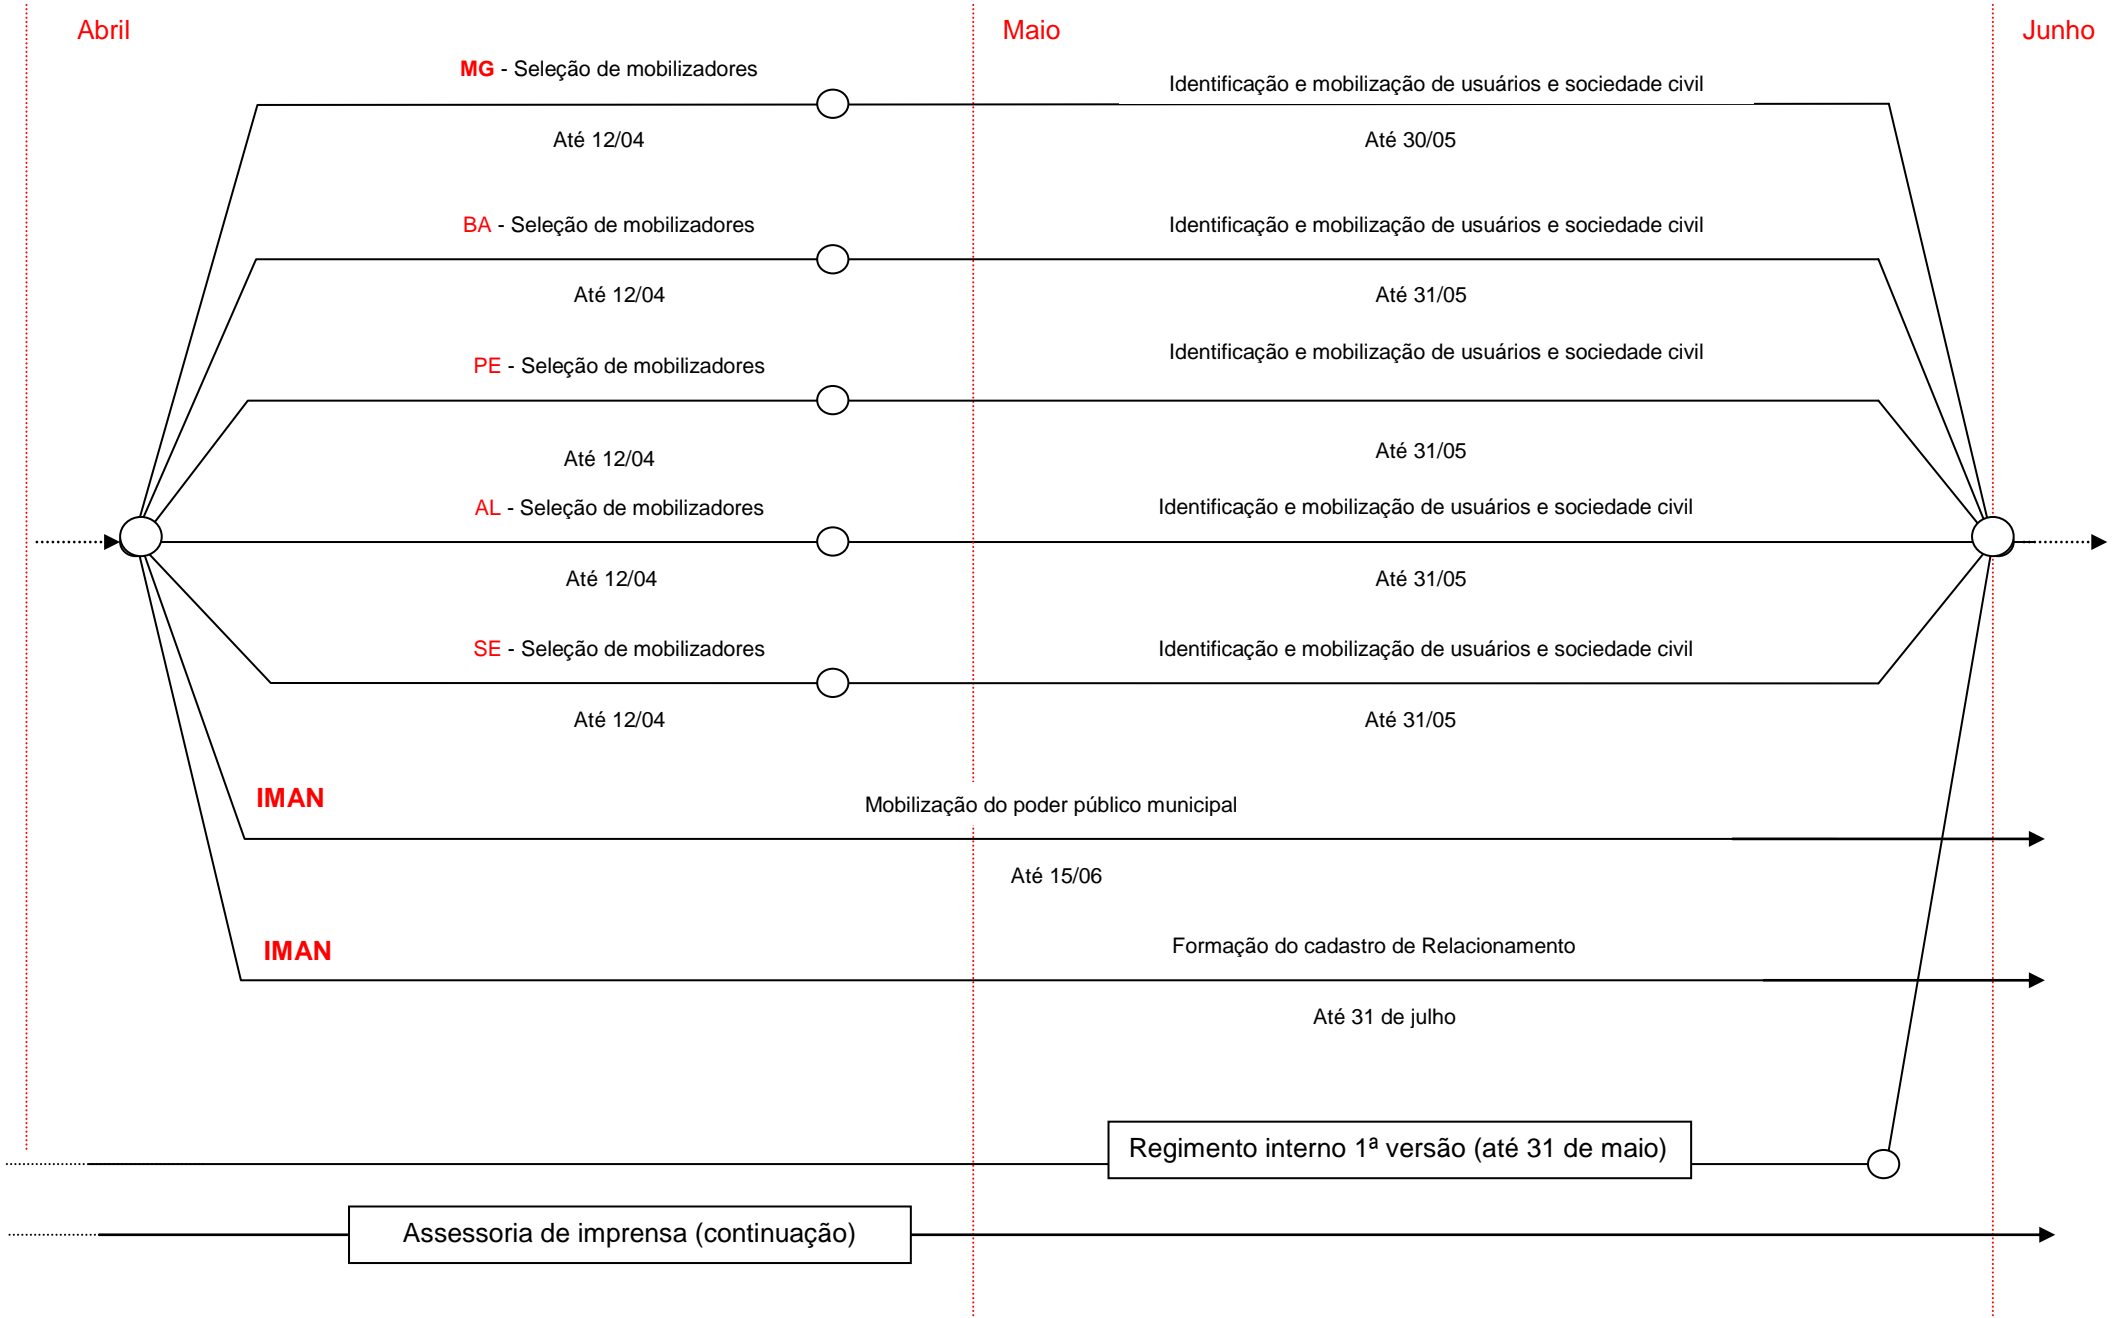 Abril
Maio
Junho
MG - Seleção de mobilizadores
Identificação e mobilização de usuários e sociedade civil
Até 12/04
Até 30/05
BA - Seleção de mobilizadores
Identificação e mobilização de usuários e sociedade civil
Até 12/04
Até 31/05
PE - Seleção de mobilizadores
Identificação e mobilização de usuários e sociedade civil
Até 12/04
Até 31/05
AL - Seleção de mobilizadores
Identificação e mobilização de usuários e sociedade civil
Até 12/04
Até 31/05
SE - Seleção de mobilizadores
Identificação e mobilização de usuários e sociedade civil
Até 12/04
Até 31/05
IMAN
Mobilização do poder público municipal
Até 15/06
IMAN
Formação do cadastro de Relacionamento
Até 31 de julho
Regimento interno 1ª versão (até 31 de maio)
Assessoria de imprensa (continuação)